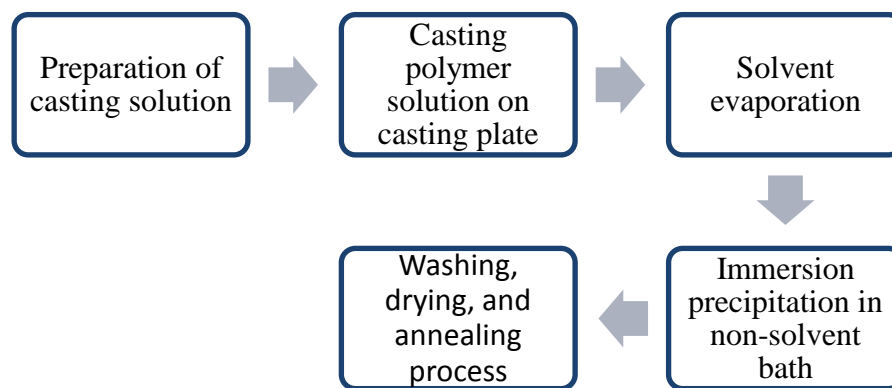 Preparation of
casting solution
Casting
polymer
solution on
casting plate
Solvent
evaporation
Immersion
precipitation in
non-solvent
bath
Washing,
drying, and
annealing
process